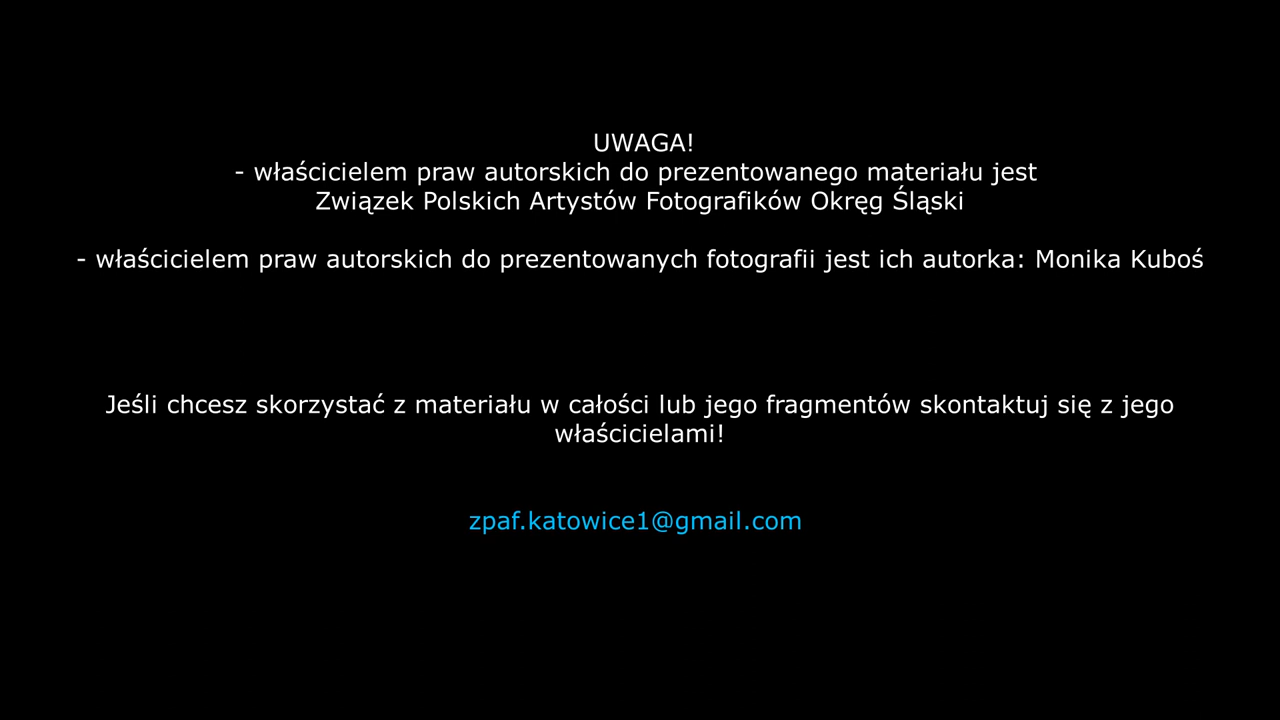 UWAGA!
- właścicielem praw autorskich do prezentowanego materiału jest
Związek Polskich Artystów Fotografików Okręg Śląski
- właścicielem praw autorskich do prezentowanych fotografii jest ich autorka: Monika Kuboś
Jeśli chcesz skorzystać z materiału w całości lub jego fragmentów skontaktuj się z jego
właścicielami!
zpaf.katowice1@gmail.com